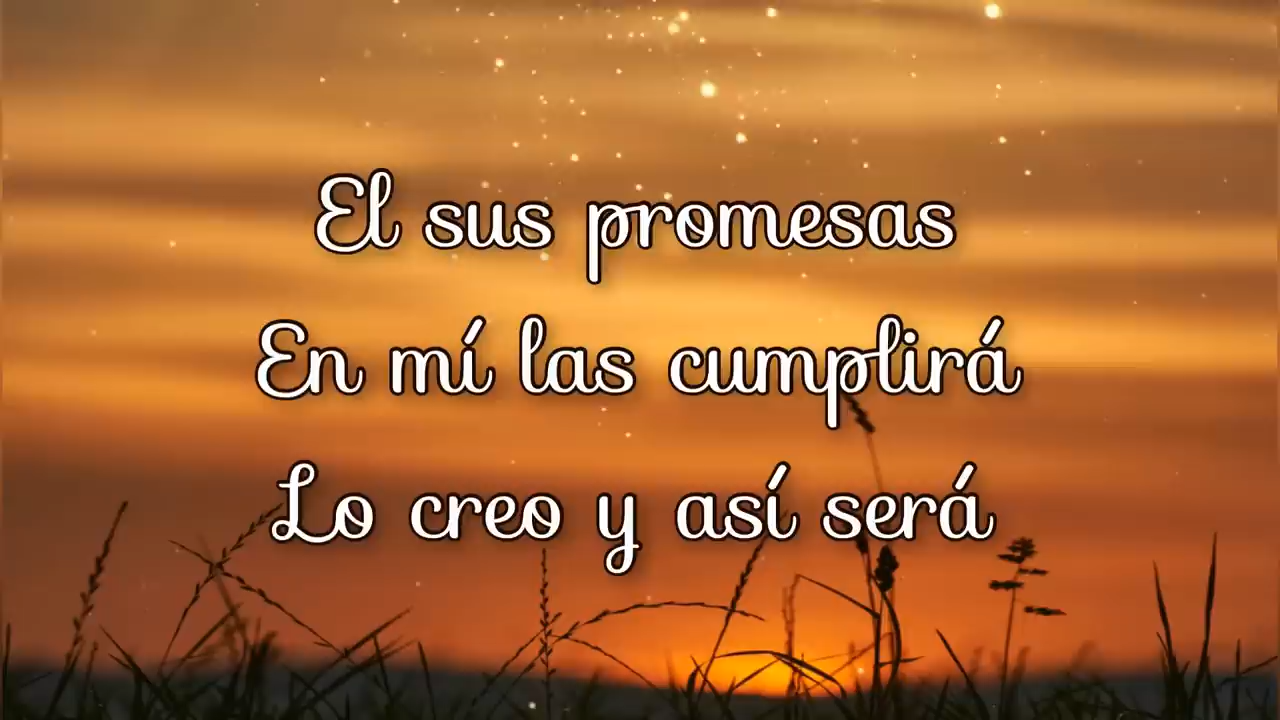 El sus promesas
En mí las cumplirá
Lo creo y así será